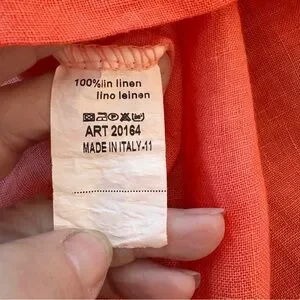 100%lin linen
lino leinen
ART 20164
MADE IN ITALY-11